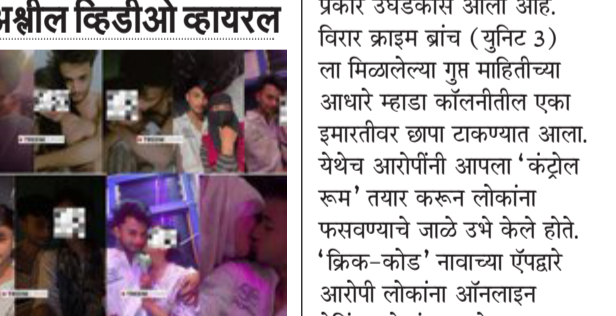 अश्लील व्हिडीओ व्हायरल
प्रकार उघडकीस आला आहे.
विरार क्राइम ब्रांच (युनिट 3)
ला मिळालेल्या गुप्त माहितीच्या
आधारे म्हाडा कॉलनीतील एका
इमारतीवर छापा टाकण्यात आला.
येथेच आरोपींनी आपला ‘कंट्रोल
रूम’ तयार करून लोकांना
फसवण्याचे जाळे उभे केले होते.
‘क्रिक-कोड’ नावाच्या ऍपद्वारे
आरोपी लोकांना ऑनलाइन